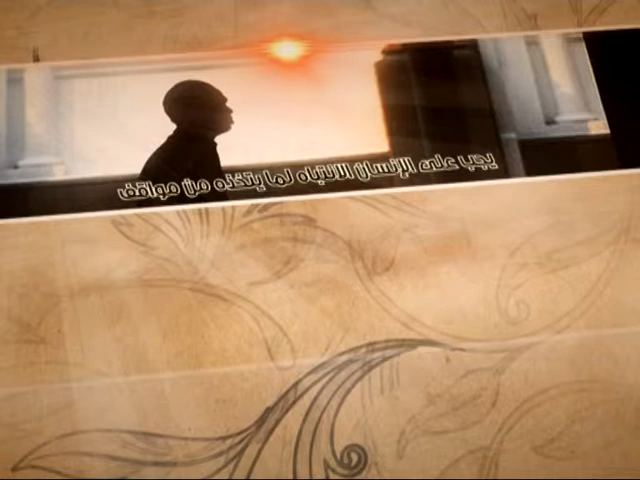 يجب على الإنسان الانتباه لما يتخذه من مواقف